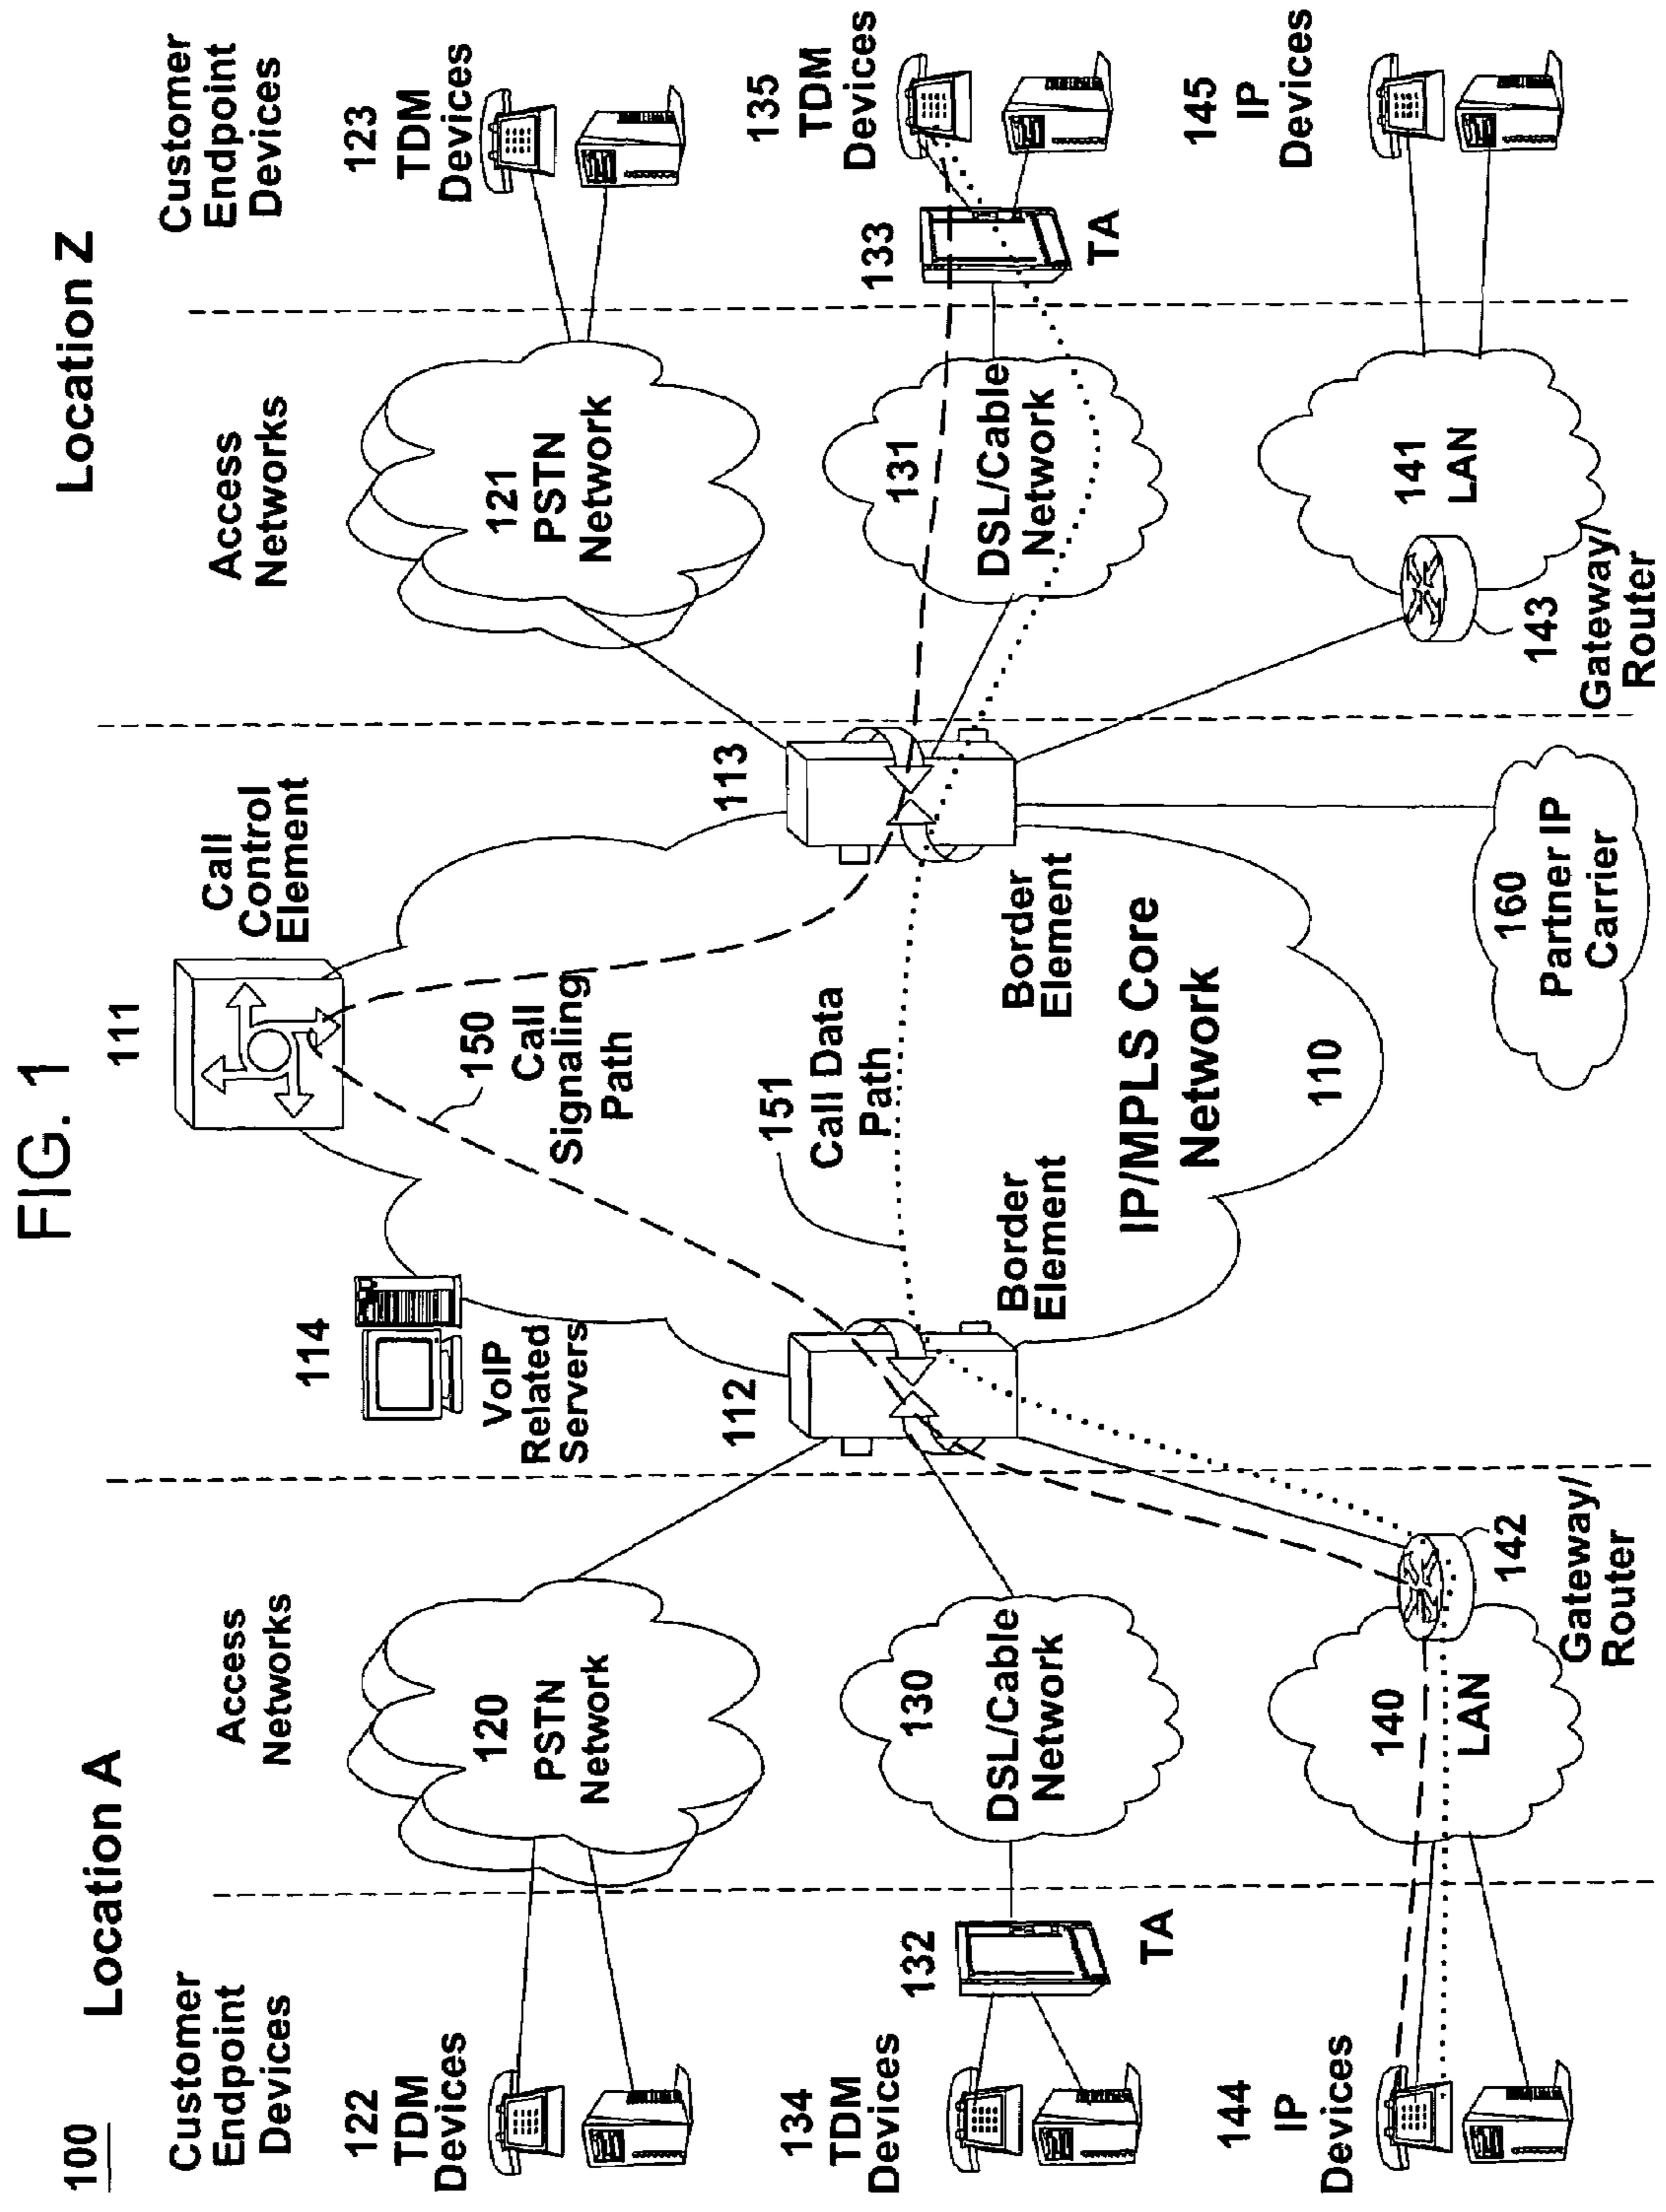 FIG. 1
100
Location A
Location Z
Customer
Endpoint
Devices
Access
Networks
111
Call
Control
Element
Access
Networks
Customer
Endpoint
Devices
122
TDM
Devices
120
PSTN
Network
114
VoIP
Related
Servers
150
Call
Signaling
Path
121
PSTN
Network
123
TDM
Devices
134
TDM
Devices
132
TA
130
DSL/Cable
Network
112
Border
Element
151
Call Data
Path
113
Border
Element
131
DSL/Cable
Network
133
TA
135
TDM
Devices
IP/MPLS Core
Network
110
144
IP
Devices
140
LAN
142
Gateway/
Router
160
Partner IP
Carrier
143
Gateway/
Router
141
LAN
145
IP
Devices